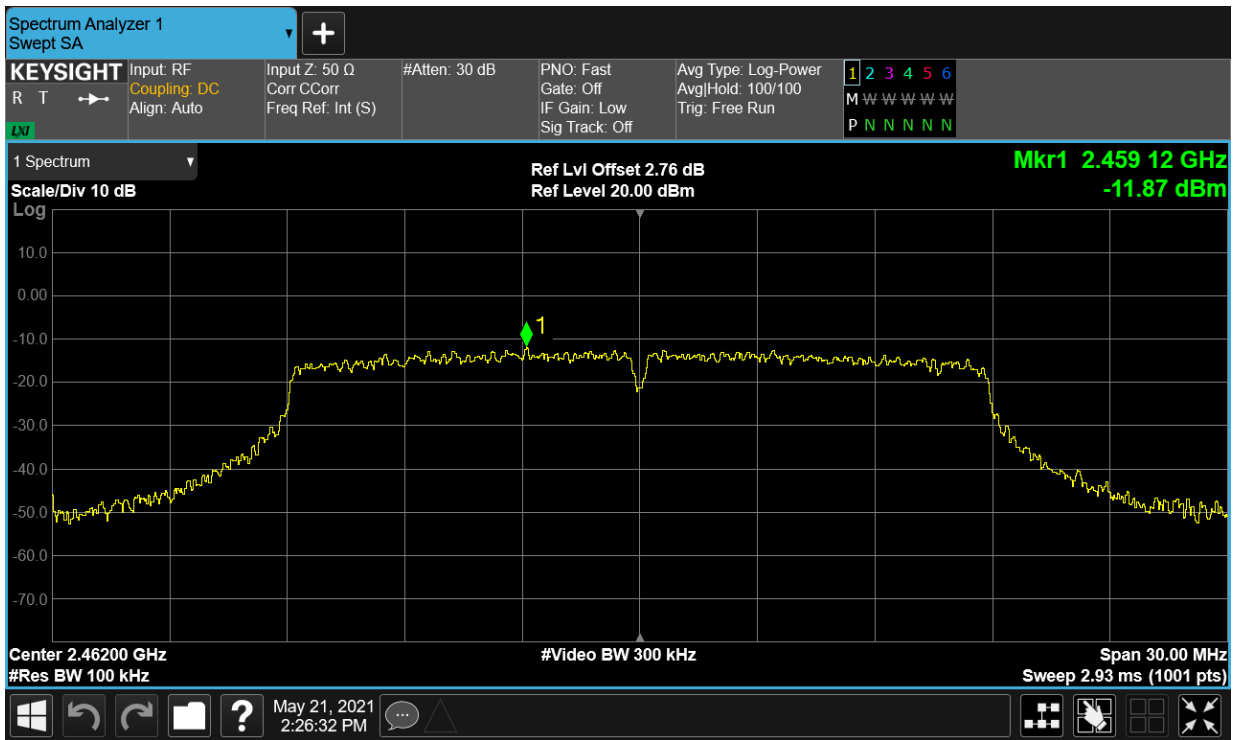 Spectrum Analyzer 1
Swept SA
+
KEYSIGHT
R T
LXI
Input: RF
Coupling: DC
Align: Auto
Input Z: 50 Ω
Corr CCorr
Freq Ref: Int (S)
#Atten: 30 dB
PNO: Fast
Gate: Off
IF Gain: Low
Sig Track: Off
Avg Type: Log-Power
Avg|Hold: 100/100
Trig: Free Run
1 2 3 4 5 6
M W W W W W
P N N N N N
1 Spectrum
Scale/Div 10 dB
Log
Ref Lvl Offset 2.76 dB
Ref Level 20.00 dBm
Mkr1 2.459 12 GHz
-11.87 dBm
10.0
0.00
-10.0
-20.0
-30.0
-40.0
-50.0
-60.0
-70.0
1
Center 2.46200 GHz
#Res BW 100 kHz
#Video BW 300 kHz
Span 30.00 MHz
Sweep 2.93 ms (1001 pts)
?
May 21, 2021
2:26:32 PM